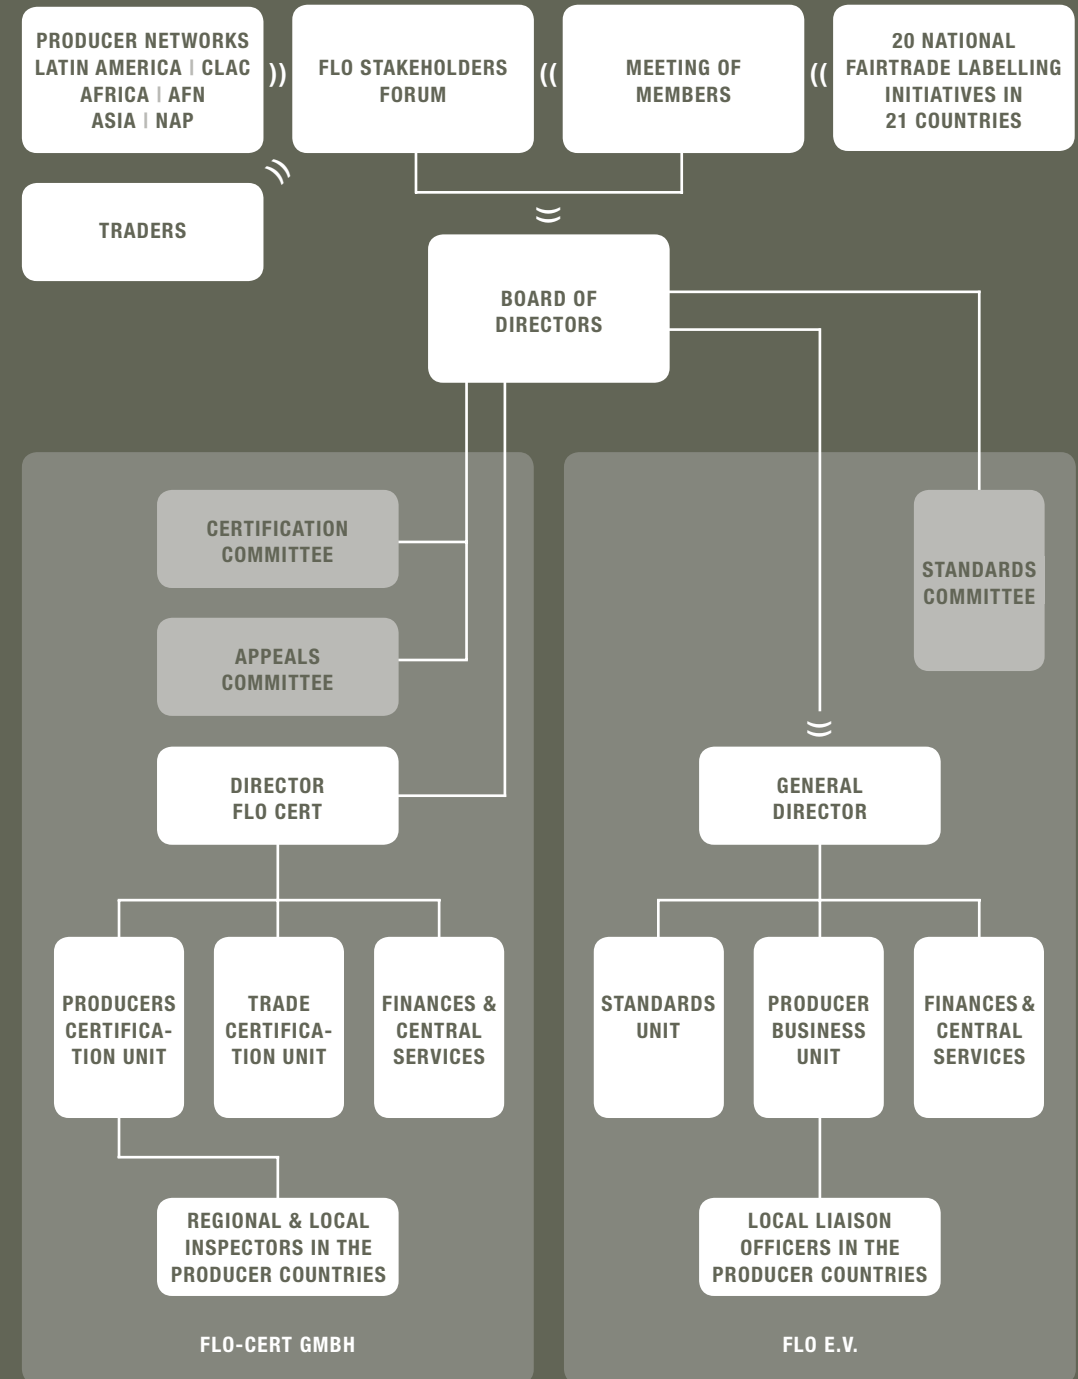 PRODUCER NETWORKS
LATIN AMERICA | CLAC
AFRICA | AFN
ASIA | NAP
FLO STAKEHOLDERS
FORUM
MEETING OF
MEMBERS
20 NATIONAL
FAIRTRADE LABELLING
INITIATIVES IN
21 COUNTRIES
TRADERS
BOARD OF
DIRECTORS
CERTIFICATION
COMMITTEE
APPEALS
COMMITTEE
DIRECTOR
FLO CERT
PRODUCERS
CERTIFICA-
TION UNIT
TRADE
CERTIFICA-
TION UNIT
FINANCES &
CENTRAL
SERVICES
REGIONAL & LOCAL
INSPECTORS IN THE
PRODUCER COUNTRIES
FLO-CERT GMBH
STANDARDS
COMMITTEE
GENERAL
DIRECTOR
STANDARDS
UNIT
PRODUCER
BUSINESS
UNIT
FINANCES &
CENTRAL
SERVICES
LOCAL LIAISON
OFFICERS IN THE
PRODUCER COUNTRIES
FLO E.V.